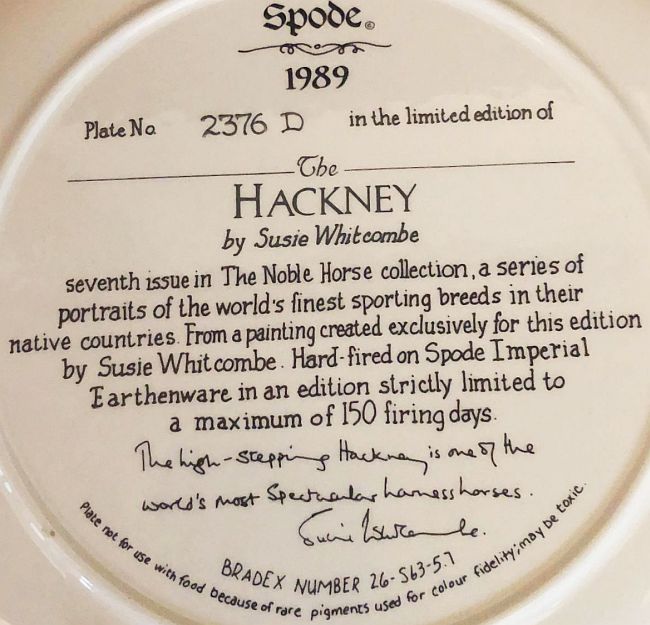 Spode®
1989
Plate No 2376 D in the limited edition of
The
HACKNEY
by Susie Whitcombe
seventh issue in The Noble Horse collection, a series of
portraits of the world's finest sporting breeds in their
native countries. From a painting created exclusively for this edition
by Susie Whitcombe. Hard-fired on Spode Imperial
Earthenware in an edition strictly limited to
a maximum of 150 firing days.
The high-stepping Hackney is one of the
world's most spectacular harness horses.
Susie Whitcombe.
BRADEX NUMBER 26-S63-5.7
Plate not for use with food because of rare pigments used for colour fidelity; may be toxic.